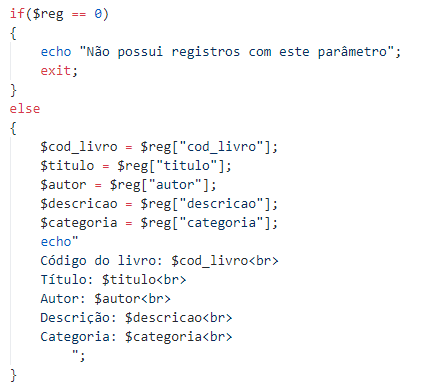 if($reg == 0)
{
    echo "Não possui registros com este parâmetro";
    exit;
}
else
{
    $cod_livro = $reg["cod_livro"];
    $titulo = $reg["titulo"];
    $autor = $reg["autor"];
    $descricao = $reg["descricao"];
    $categoria = $reg["categoria"];
    echo"
    Código do livro: $cod_livro<br>
    Título: $titulo<br>
    Autor: $autor<br>
    Descrição: $descricao<br>
    Categoria: $categoria<br>
        ";
}